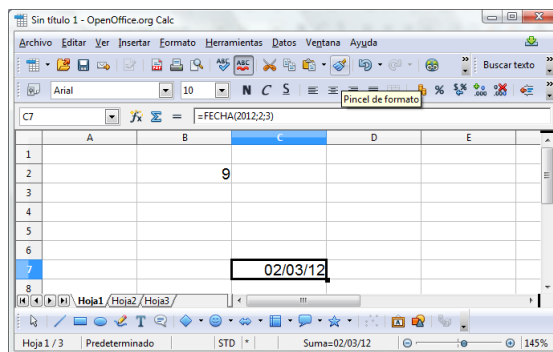 Sin título 1 - OpenOffice.org Calc
Archivo Editar Ver Insertar Formato Herramientas Datos Ventana Ayuda
Buscar texto
Arial 10 N C S % 
Pincel de formato
C7 =FECHA(2012;2;3)
A B C D E
1
2 9
3
4
5
6
7 02/03/12
8
Hoja1 Hoja2 Hoja3
Hoja 1 / 3 Predeterminado STD * Suma=02/03/12 145%